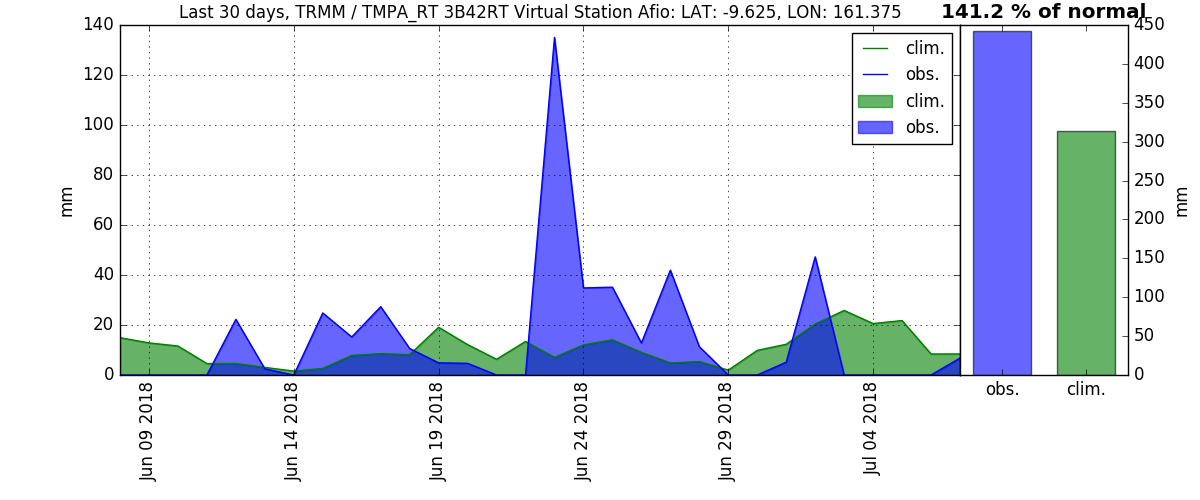 Last 30 days, TRMM / TMPA_RT 3B42RT Virtual Station Afio: LAT: -9.625, LON: 161.375
141.2 % of normal
140
120
100
80
60
40
20
0
mm
clim.
obs.
clim.
obs.
Jun 09 2018
Jun 14 2018
Jun 19 2018
Jun 24 2018
Jun 29 2018
Jul 04 2018
450
400
350
300
250
200
150
100
50
0
mm
obs.
clim.